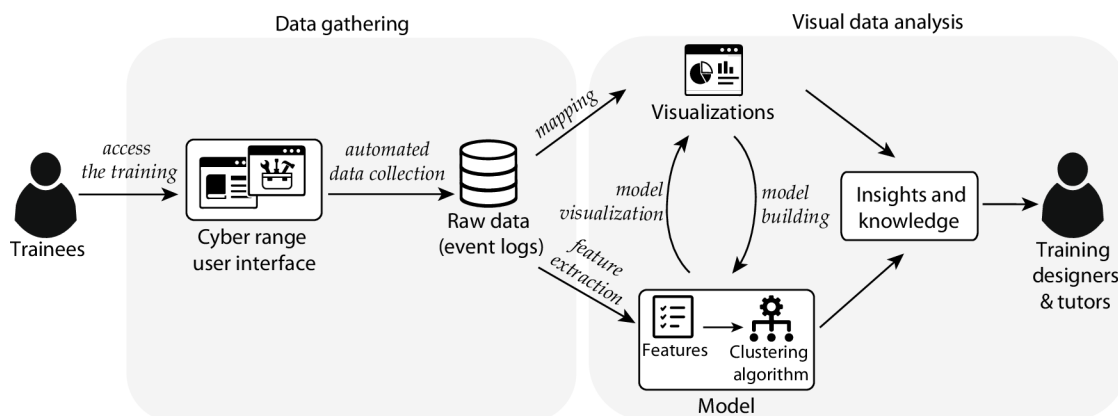 Data gathering
Visual data analysis
access
the training
Trainees
Cyber range
user interface
automated
data collection
Raw data
(event logs)
mapping
feature
extraction
Visualizations
model
visualization
model
building
Features
Clustering
algorithm
Model
Insights and
knowledge
Training
designers
& tutors